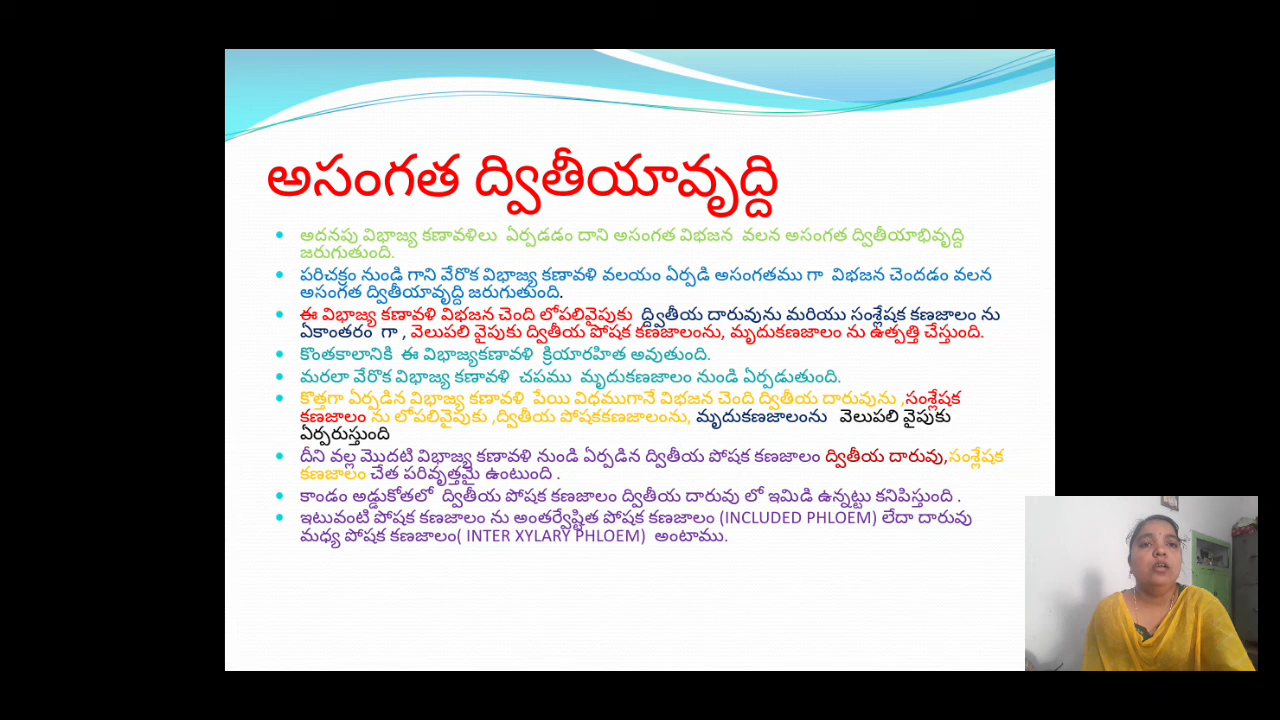 అసంగత ద్వితీయావృద్ది
అదనపు విభాజ్య కణావళిలు ఏర్పడడం దాని అసంగత విభజన వలన అసంగత ద్వితీయాభివృద్ది
జరుగుతుంది.
పరిచక్రం నుండి గాని వేరొక విభాజ్య కణావళి వలయం ఏర్పడి అసంగతము గా విభజన చెందడం వలన
అసంగత ద్వితీయావృద్ది జరుగుతుంది.
ఈ విభాజ్య కణావళి విభజన చెంది లోపలివైపుకు ద్ద్వితీయ దారువును మరియు సంశ్లేషక కణజాలం ను
ఏకాంతరం గా , వెలుపలి వైపుకు ద్వితీయ పోషక కణజాలంను, మృదుకణజాలం ను ఉత్పత్తి చేస్తుంది.
కొంతకాలానికి ఈ విభాజ్యకణావళి క్రియారహిత అవుతుంది.
మరలా వేరొక విభాజ్య కణావళి చపము మృదుకణజాలం నుండి ఏర్పడుతుంది.
కొత్తగా ఏర్పడిన విభాజ్య కణావళి పేయి విధముగానే విభజన చెంది ద్వితీయ దారువును ,సంశ్లేషక
కణజాలం ను లోపలివైపుకు ,ద్వితీయ పోషకకణజాలంను, మృదుకణజాలంను వెలుపలి వైపుకు
ఏర్పరుస్తుంది
దీని వల్ల మొదటి విభాజ్య కణావళి నుండి ఏర్పడిన ద్వితీయ పోషక కణజాలం ద్వితీయ దారువు,సంశ్లేషక
కణజాలం చేత పరివృత్తమై ఉంటుంది .
కాండం అడ్డుకోతలో ద్వితీయ పోషక కణజాలం ద్వితీయ దారువు లో ఇమిడి ఉన్నట్టు కనిపిస్తుంది .
ఇటువంటి పోషక కణజాలం ను అంతర్వేష్టిత పోషక కణజాలం (INCLUDED PHLOEM) లేదా దారువు
మధ్య పోషక కణజాలం( INTER XYLARY PHLOEM) అంటాము.